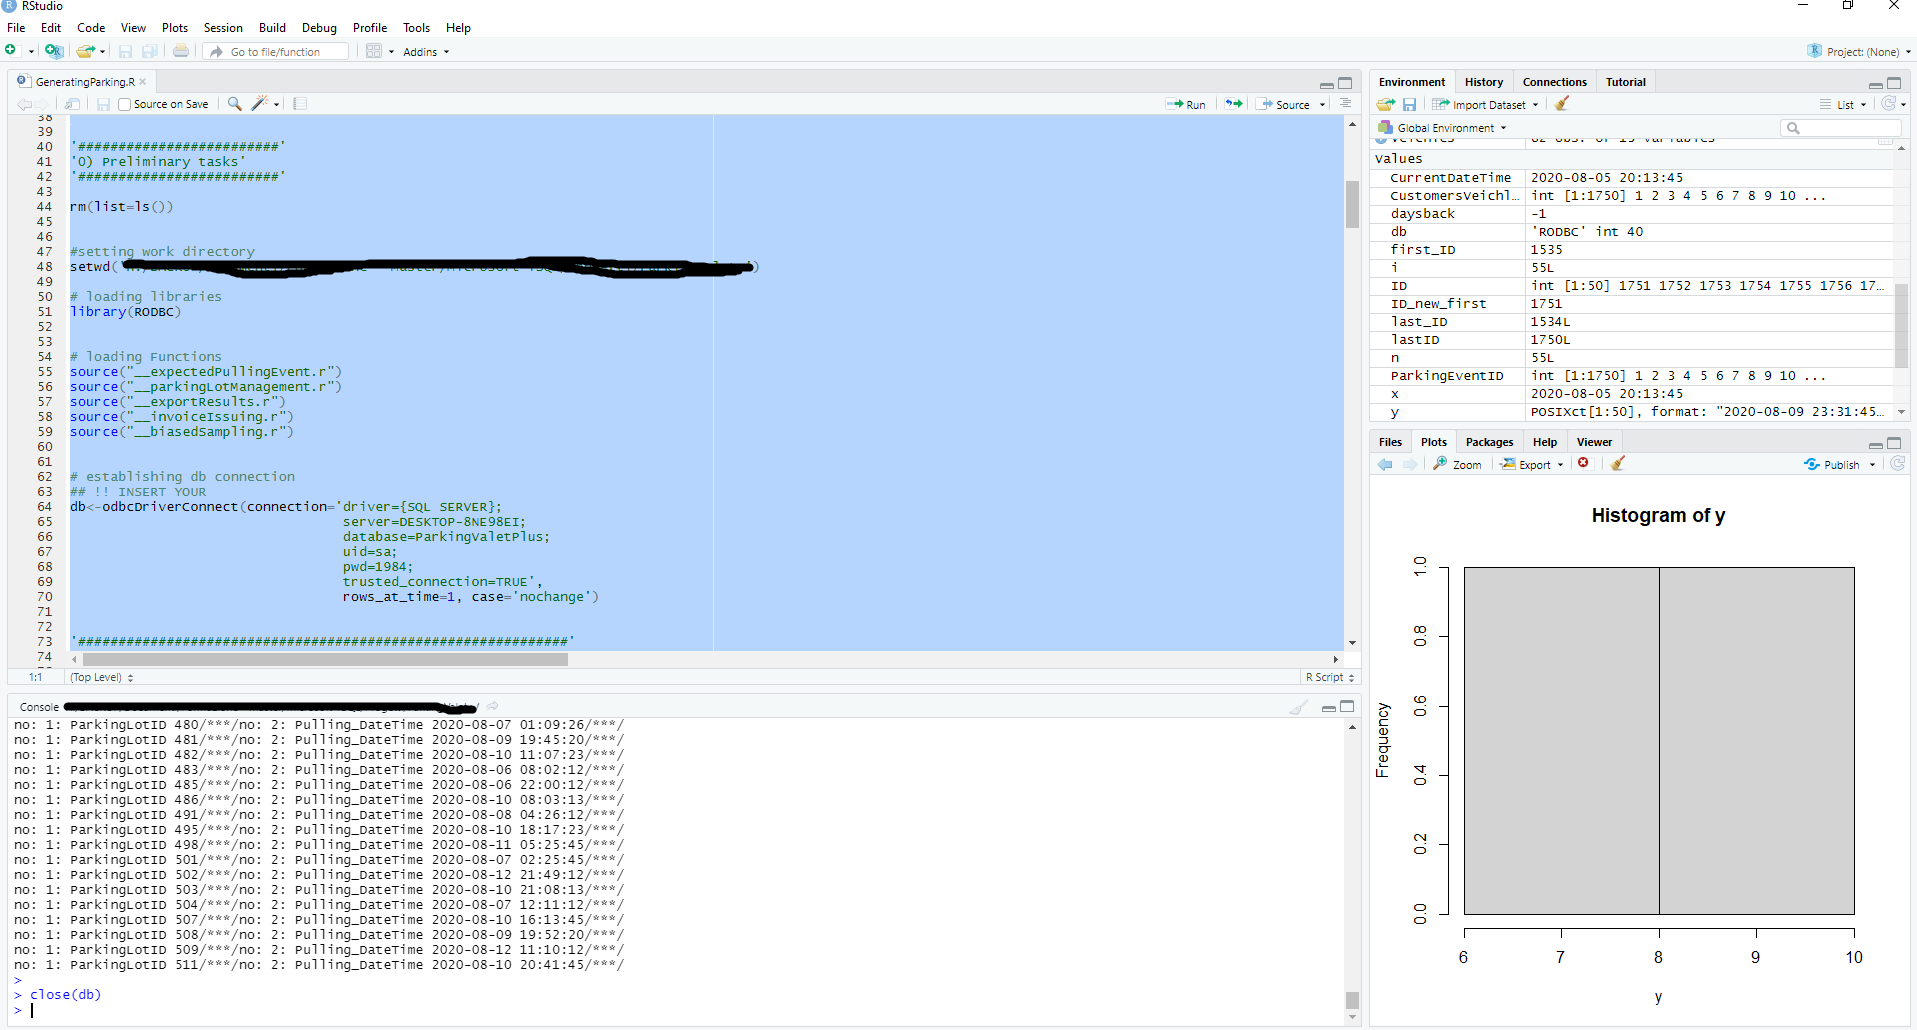 RStudio
File Edit Code View Plots Session Build Debug Profile Tools Help
Go to file/function Addins Project: (None)
GeneratingParking.R
Source on Save Run Source
38
39
40 '#########################'
41 '0) Preliminary tasks'
42 '#########################'
43
44 rm(list=ls())
45
46
47 #setting work directory
48 setwd(' )
49
50 # loading libraries
51 library(RODBC)
52
53
54 # loading Functions
55 source("__expectedPullingEvent.r")
56 source("__parkingLotManagement.r")
57 source("__exportResults.r")
58 source("__invoiceIssuing.r")
59 source("__biasedSampling.r")
60
61
62 # establishing db connection
63 ## !! INSERT YOUR
64 db<-odbcDriverConnect(connection='driver={SQL SERVER};
65 server=DESKTOP-8NE98EI;
66 database=ParkingValetPlus;
67 uid=sa;
68 pwd=1984;
69 trusted_connection=TRUE',
70 rows_at_time=1, case='nochange')
71
72
73 '#############################################################'
74
1:1 (Top Level) R Script
Console
no: 1: ParkingLotID 480/***/no: 2: Pulling_DateTime 2020-08-07 01:09:26/***/
no: 1: ParkingLotID 481/***/no: 2: Pulling_DateTime 2020-08-09 19:45:20/***/
no: 1: ParkingLotID 482/***/no: 2: Pulling_DateTime 2020-08-10 11:07:23/***/
no: 1: ParkingLotID 483/***/no: 2: Pulling_DateTime 2020-08-06 08:02:12/***/
no: 1: ParkingLotID 485/***/no: 2: Pulling_DateTime 2020-08-06 22:00:12/***/
no: 1: ParkingLotID 486/***/no: 2: Pulling_DateTime 2020-08-10 08:03:13/***/
no: 1: ParkingLotID 491/***/no: 2: Pulling_DateTime 2020-08-08 04:26:12/***/
no: 1: ParkingLotID 495/***/no: 2: Pulling_DateTime 2020-08-10 18:17:23/***/
no: 1: ParkingLotID 498/***/no: 2: Pulling_DateTime 2020-08-11 05:25:45/***/
no: 1: ParkingLotID 501/***/no: 2: Pulling_DateTime 2020-08-07 02:25:45/***/
no: 1: ParkingLotID 502/***/no: 2: Pulling_DateTime 2020-08-12 21:49:12/***/
no: 1: ParkingLotID 503/***/no: 2: Pulling_DateTime 2020-08-10 21:08:13/***/
no: 1: ParkingLotID 504/***/no: 2: Pulling_DateTime 2020-08-07 12:11:12/***/
no: 1: ParkingLotID 507/***/no: 2: Pulling_DateTime 2020-08-10 16:13:45/***/
no: 1: ParkingLotID 508/***/no: 2: Pulling_DateTime 2020-08-09 19:52:20/***/
no: 1: ParkingLotID 509/***/no: 2: Pulling_DateTime 2020-08-12 11:10:12/***/
no: 1: ParkingLotID 511/***/no: 2: Pulling_DateTime 2020-08-10 20:41:45/***/
>
> close(db)
>
Environment History Connections Tutorial
Import Dataset List
Global Environment
Values
CurrentDateTime 2020-08-05 20:13:45
CustomersVeichl… int [1:1750] 1 2 3 4 5 6 7 8 9 10 ...
daysback -1
db 'RODBC' int 40
first_ID 1535
i 55L
ID int [1:50] 1751 1752 1753 1754 1755 1756 17…
ID_new_first 1751
last_ID 1534L
lastID 1750L
n 55L
ParkingEventID int [1:1750] 1 2 3 4 5 6 7 8 9 10 ...
x 2020-08-05 20:13:45
y POSIXct[1:50], format: "2020-08-09 23:31:45…
Files Plots Packages Help Viewer
Zoom Export Publish
Histogram of y
Frequency
1.0
0.8
0.6
0.4
0.2
0.0
6 7 8 9 10
y